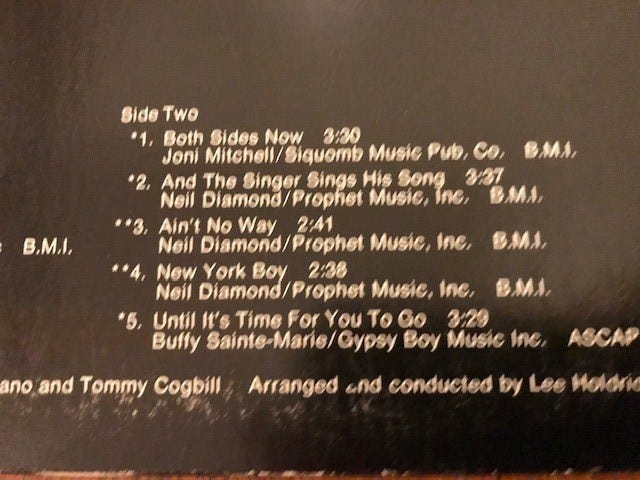 Side Two
*1. Both Sides Now 3:30
Joni Mitchell/Siquomb Music Pub. Co. B.M.I.
*2. And The Singer Sings His Song 3:37
Neil Diamond/Prophet Music, Inc. B.M.I.
**3. Ain't No Way 2:41
Neil Diamond/Prophet Music, Inc. B.M.I.
B.M.I.
**4. New York Boy 2:38
Neil Diamond/Prophet Music, Inc. B.M.I.
*5. Until It's Time For You To Go 3:29
Buffy Sainte-Marie/Gypsy Boy Music Inc. ASCAP
ano and Tommy Cogbill Arranged and conducted by Lee Holdri